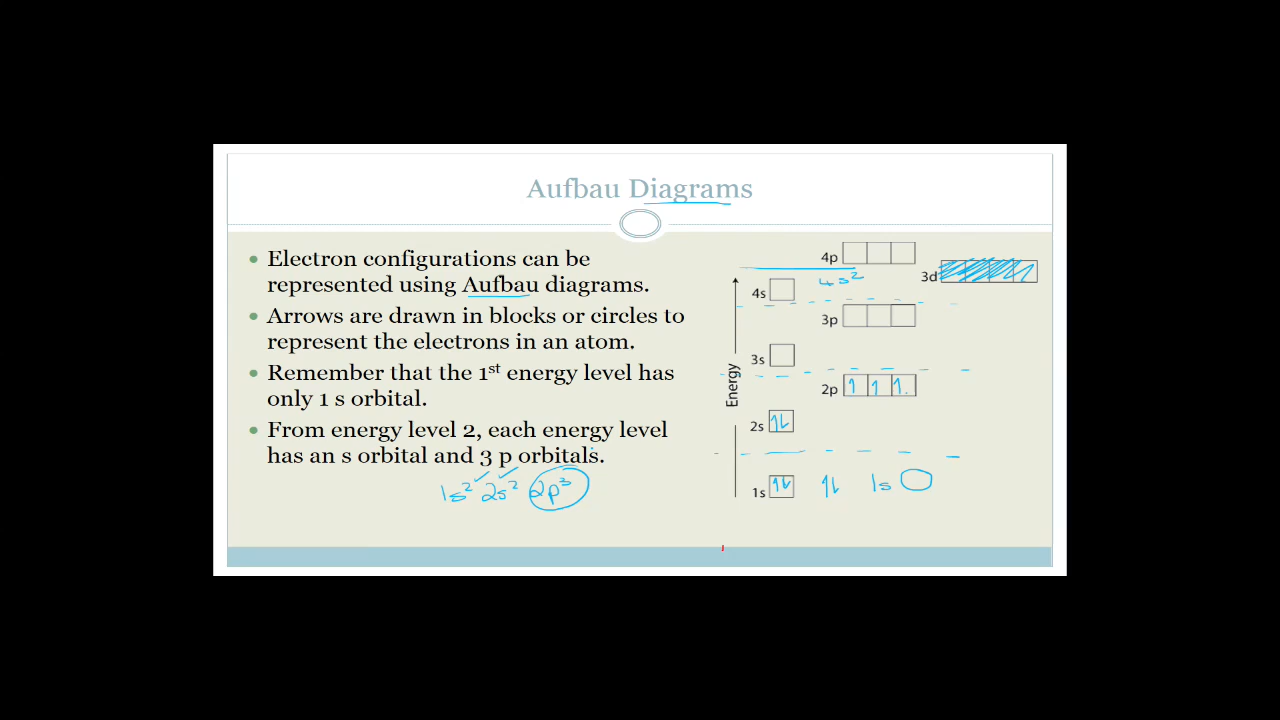 Aufbau Diagrams
Electron configurations can be
represented using Aufbau diagrams.
Arrows are drawn in blocks or circles to
represent the electrons in an atom.
Remember that the 1st energy level has
only 1 s orbital.
From energy level 2, each energy level
has an s orbital and 3 p orbitals.
1s² 2s² 2p³
4p
3d
4s²
4s
3p
3s
Energy
2p
2s
1s
1s